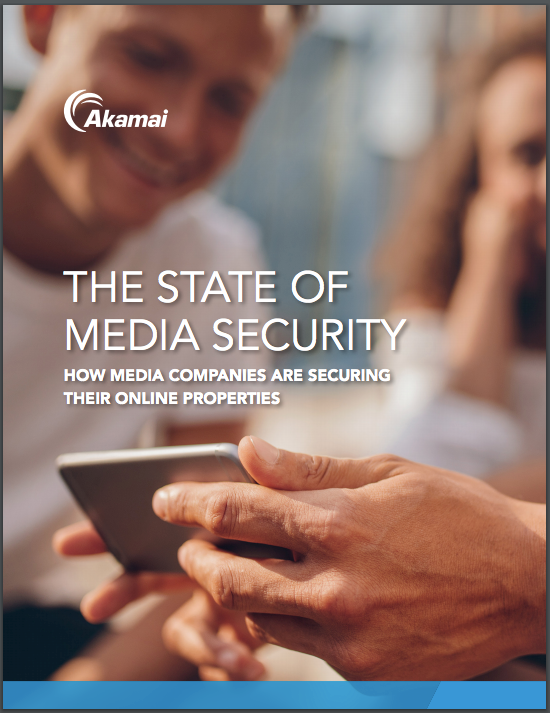 Akamai
THE STATE OF
MEDIA SECURITY
HOW MEDIA COMPANIES ARE SECURING
THEIR ONLINE PROPERTIES